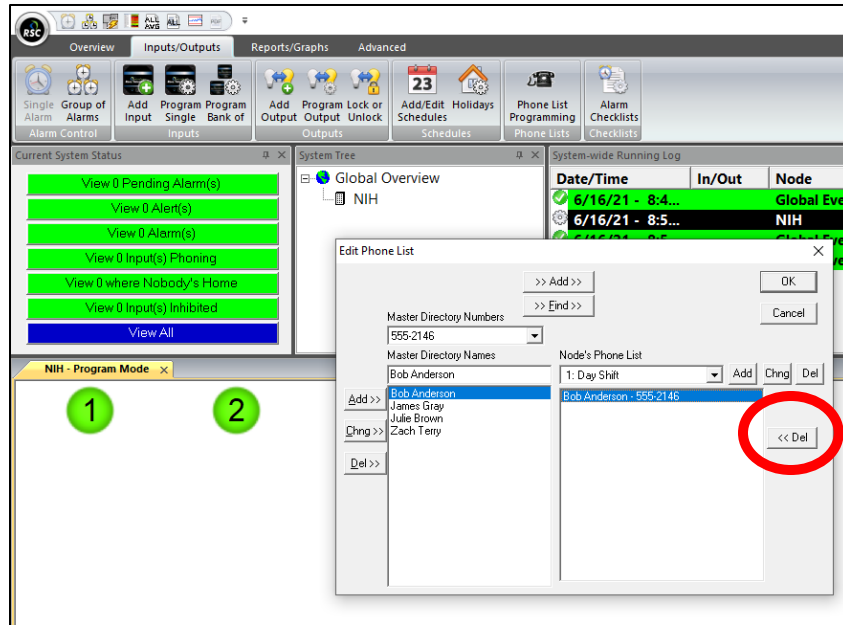 RSC
ALL AVG
ALL
Overview Inputs/Outputs Reports/Graphs Advanced
Single Alarm
Group of Alarms
Add Input
Program Single
Program Bank of
Add Output
Program Output
Lock or Unlock
23
Add/Edit Schedules
Holidays
Phone List Programming
Alarm Checklists
Alarm Control Inputs Outputs Schedules Phone Lists Checklists
Current System Status
View 0 Pending Alarm(s)
View 0 Alert(s)
View 0 Alarm(s)
View 0 Input(s) Phoning
View 0 where Nobody's Home
View 0 Input(s) Inhibited
View All
System Tree
Global Overview
NIH
System-wide Running Log
Date/Time In/Out Node
6/16/21 - 8:4... Global Eve
6/16/21 - 8:5... NIH
NIH - Program Mode
1 2
Edit Phone List
>> Add >>
>> Find >>
OK
Cancel
Master Directory Numbers
555-2146
Master Directory Names
Bob Anderson
Bob Anderson
James Gray
Julie Brown
Zach Terry
Add >>
Chng >>
Del >>
Node's Phone List
1: Day Shift
Add Chng Del
Bob Anderson - 555-2146
<< Del